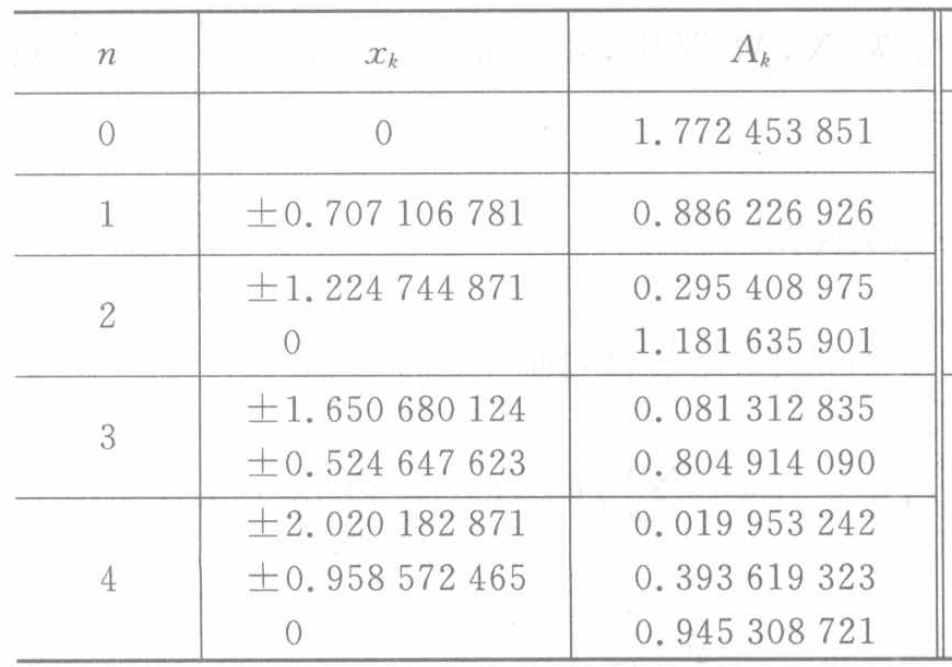 n x_k A_k
0 0 1.772 453 851
1 ±0.707 106 781 0.886 226 926
±1.224 744 871 0.295 408 975
2
0 1.181 635 901
±1.650 680 124 0.081 312 835
3
±0.524 647 623 0.804 914 090
±2.020 182 871 0.019 953 242
4 ±0.958 572 465 0.393 619 323
0 0.945 308 721